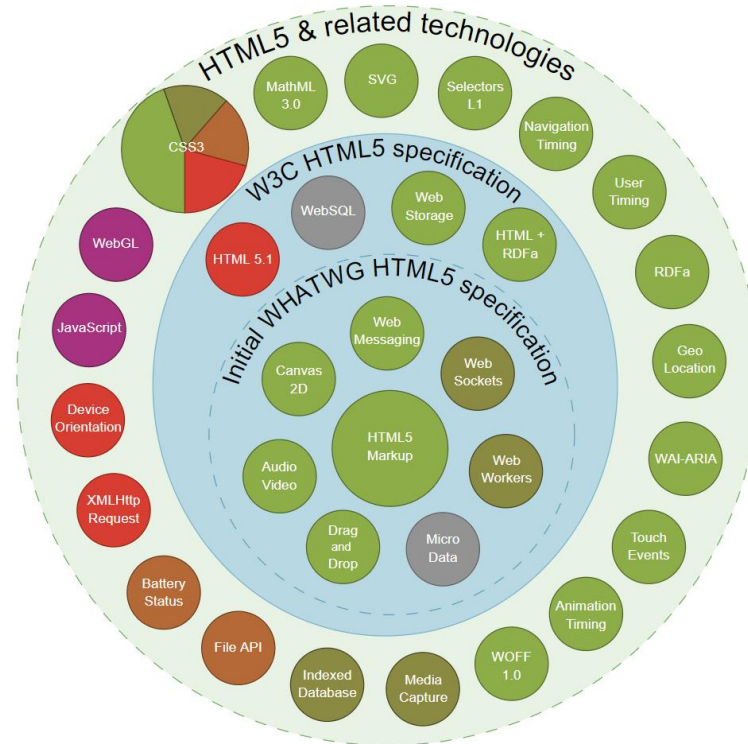 HTML5 & related technologies
MathML
3.0
SVG
Selectors
L1
Navigation
Timing
User
Timing
RDFa
Geo
Location
WAI-ARIA
Touch
Events
Animation
Timing
WOFF
1.0
Media
Capture
Indexed
Database
File API
Battery
Status
XMLHttp
Request
Device
Orientation
JavaScript
WebGL
CSS3
W3C HTML5 specification
HTML 5.1
WebSQL
Web
Storage
HTML +
RDFa
Initial WHATWG HTML5 specification
Web
Messaging
Web
Sockets
Web
Workers
Micro
Data
Drag
and
Drop
Audio
Video
Canvas
2D
HTML5
Markup